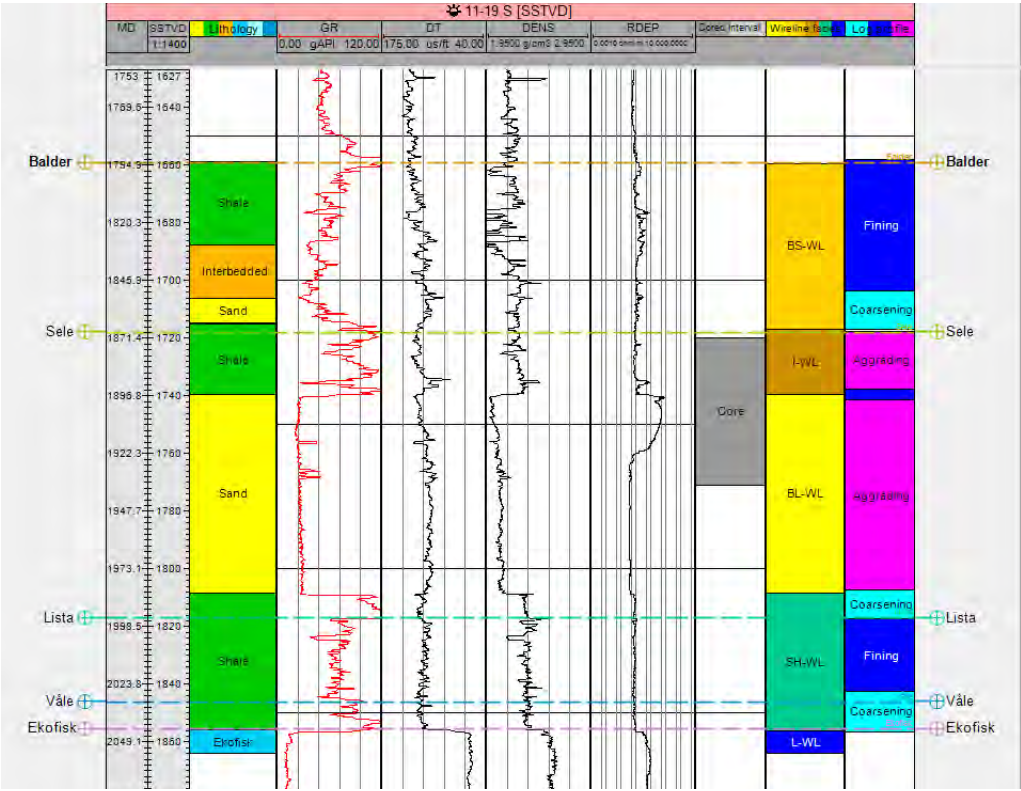 11-19 S [SSTVD]
MD SSTVD Lithology GR DT DENS RDEP Cored Interval Wireline facies
1:1400 0.00 gAPI 120.00 175.00 us/ft 40.00 1.9500 g/cm3 2.9500
1753 1627
1769.6 1640
Balder 1794.9 1660 Balder
Shale
1820.3 1680 Fining
BS-WL
Interbedded
1845.9 1700
Sand Coarsening
Sele Sele
1871.4 1720
Shale I-WL Aggrading
1896.8 1740
Core
1922.3 1760
Sand BL-WL Aggrading
1947.7 1780
1973.1 1800
Coarsening
Lista Lista
1998.5 1820
Shale SH-WL Fining
2023.8 1840
Våle Våle
Coarsening
Ekofisk Ekofisk
2049.1 1860 Ekofisk L-WL